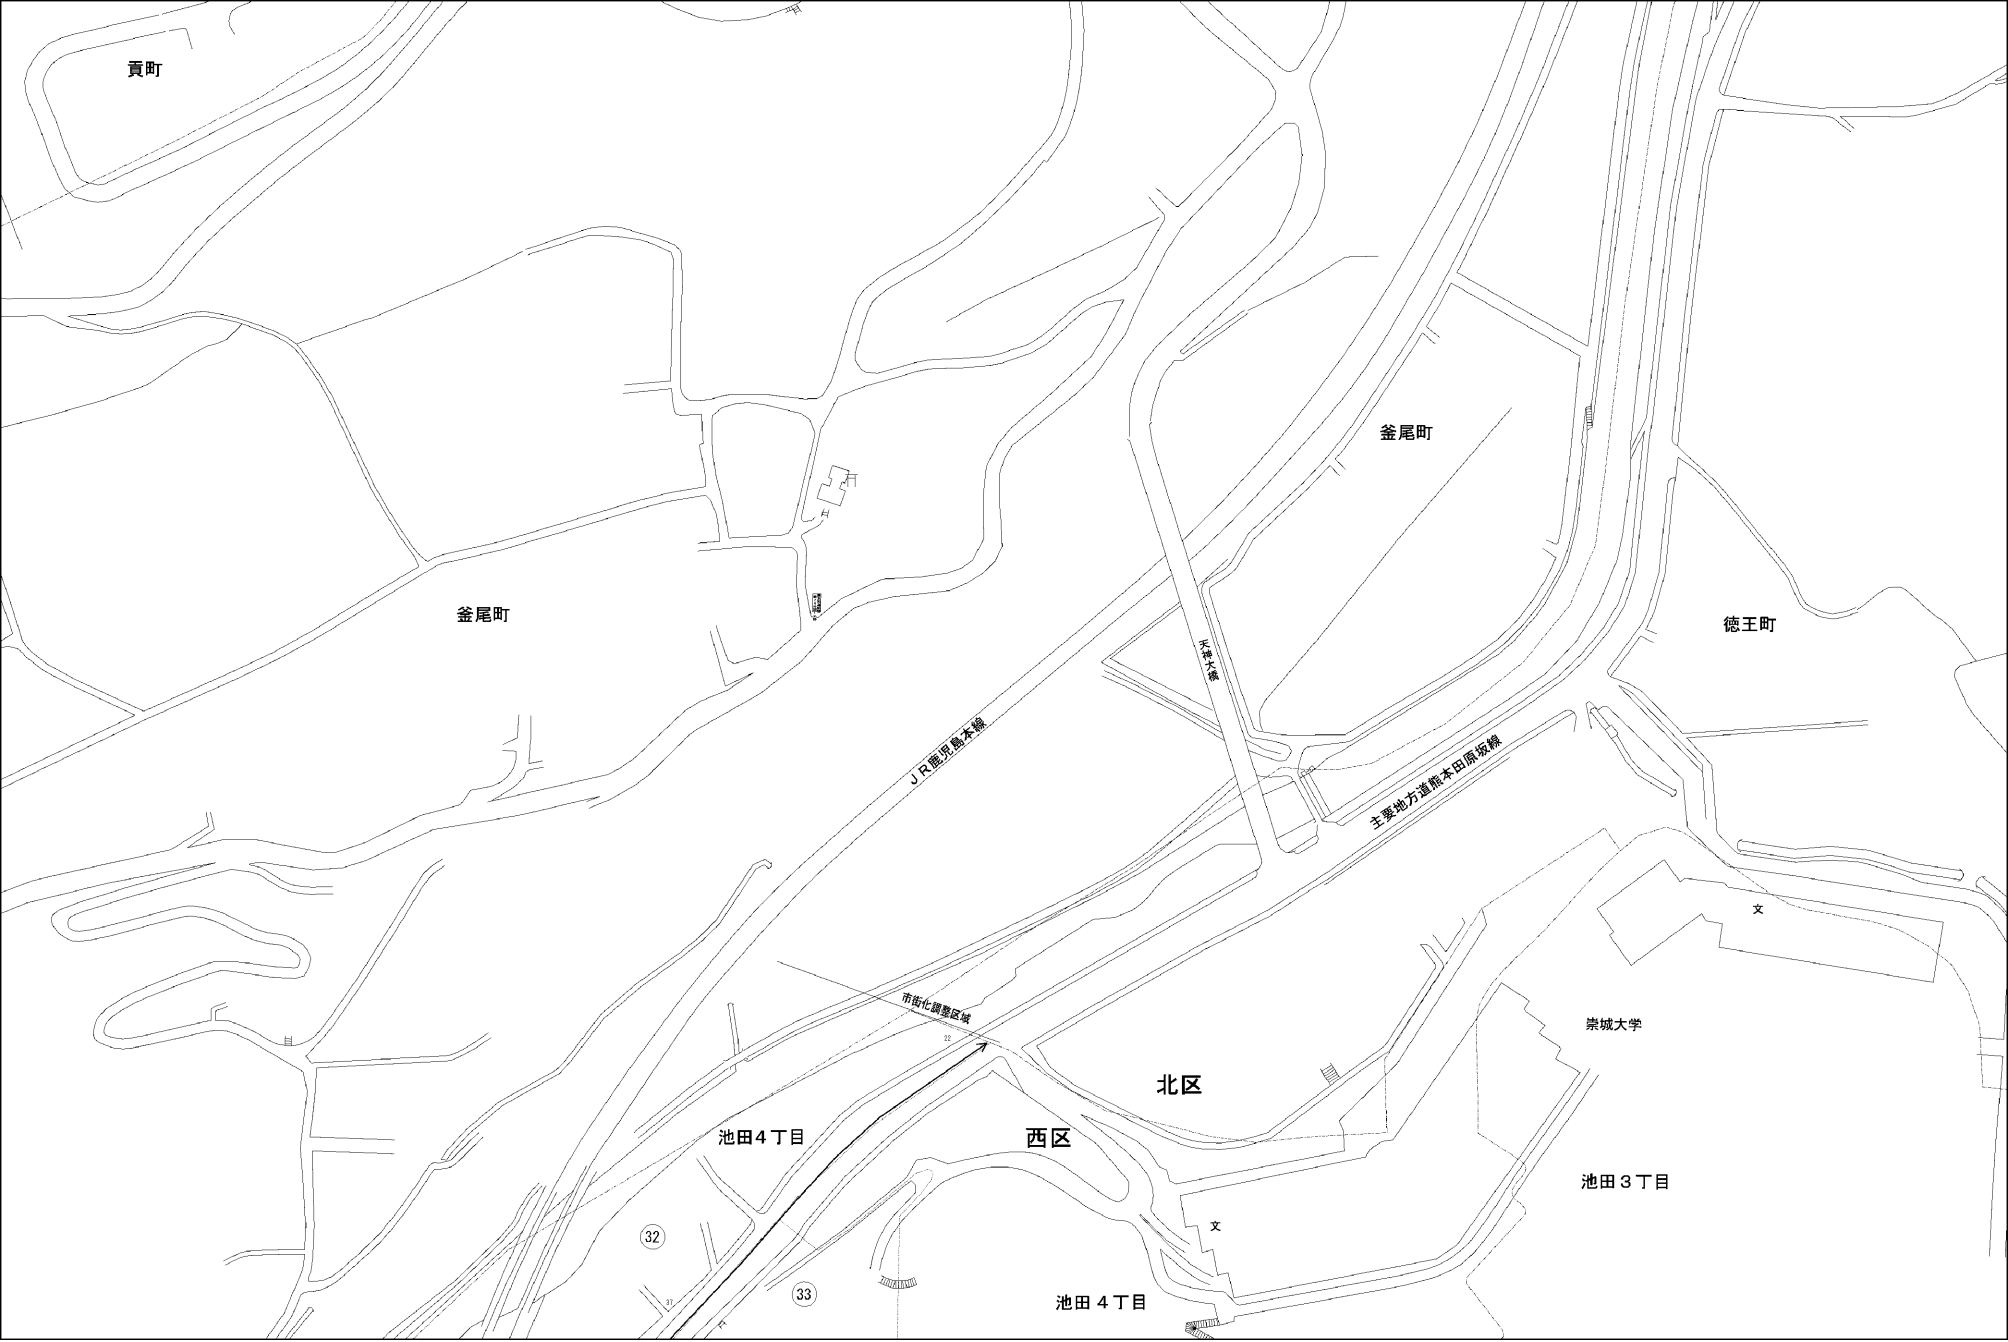 貢町
釜尾町
釜尾町
徳王町
天神大橋
JR鹿児島本線
主要地方道熊本田原坂線
文
市街化調整区域
崇城大学
22
北区
池田4丁目
西区
池田3丁目
文
32
33
37
池田4丁目